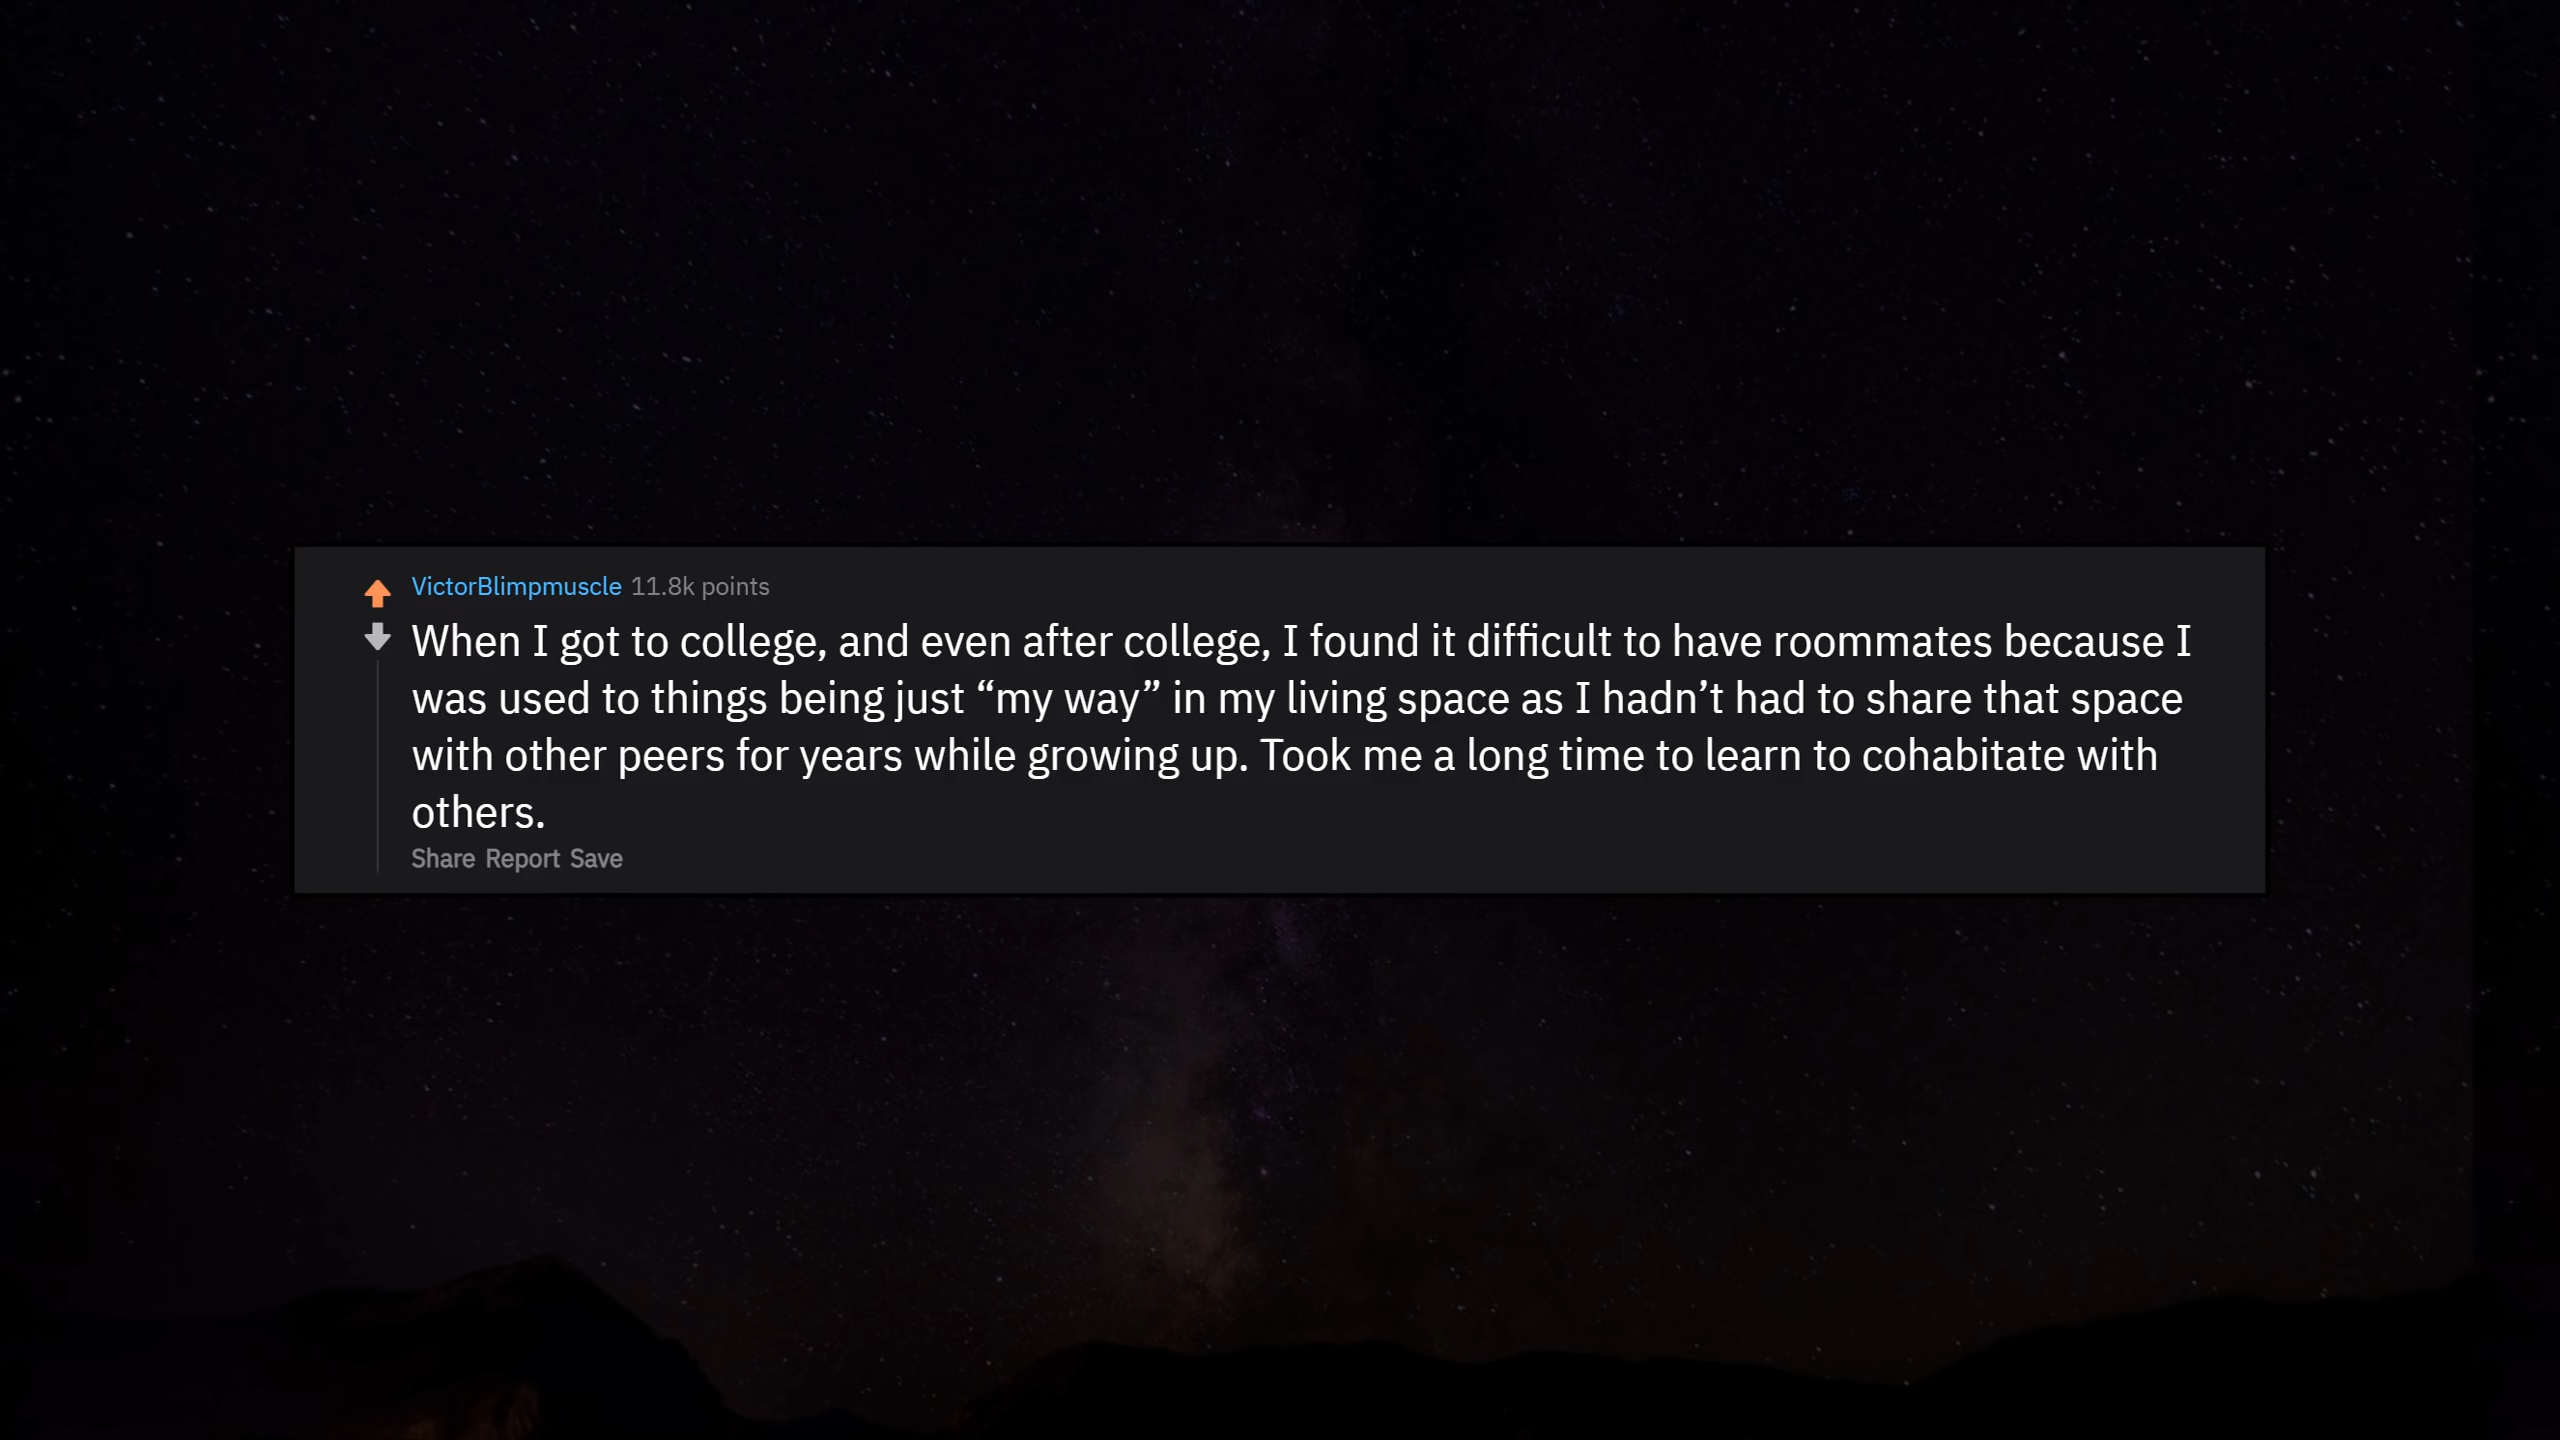 VictorBlimpmuscle 11.8k points
When I got to college, and even after college, I found it difficult to have roommates because I
was used to things being just “my way” in my living space as I hadn’t had to share that space
with other peers for years while growing up. Took me a long time to learn to cohabitate with
others.
Share Report Save